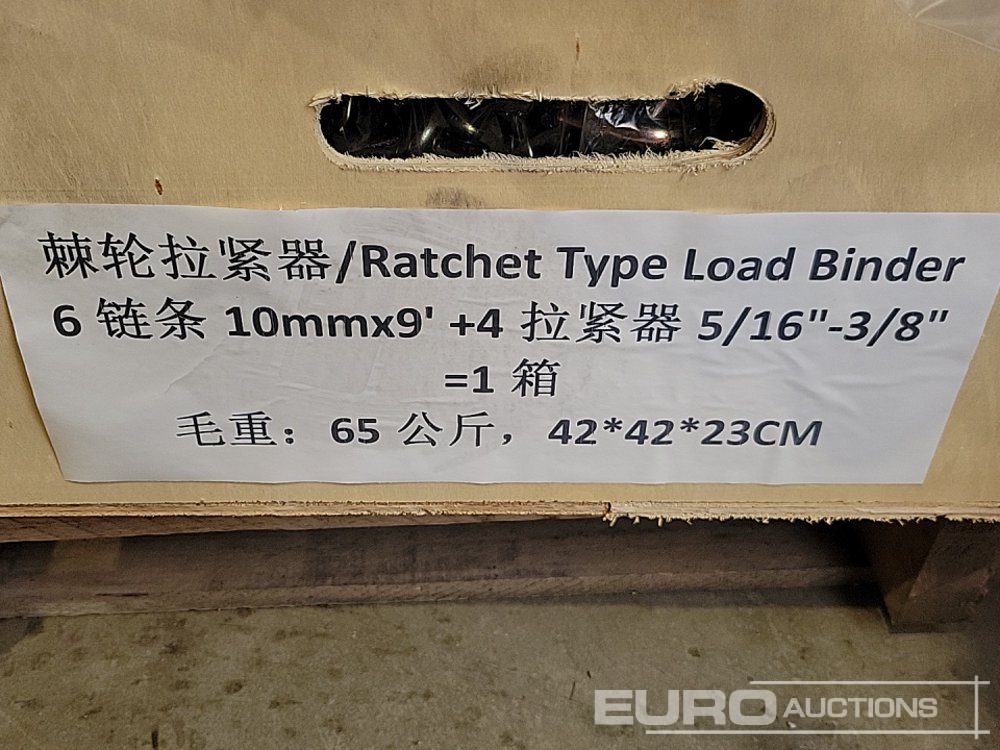 棘轮拉紧器/Ratchet Type Load Binder
6 链条 10mmx9' +4 拉紧器 5/16"-3/8"
=1 箱
毛重：65 公斤，42*42*23CM
EURO AUCTIONS